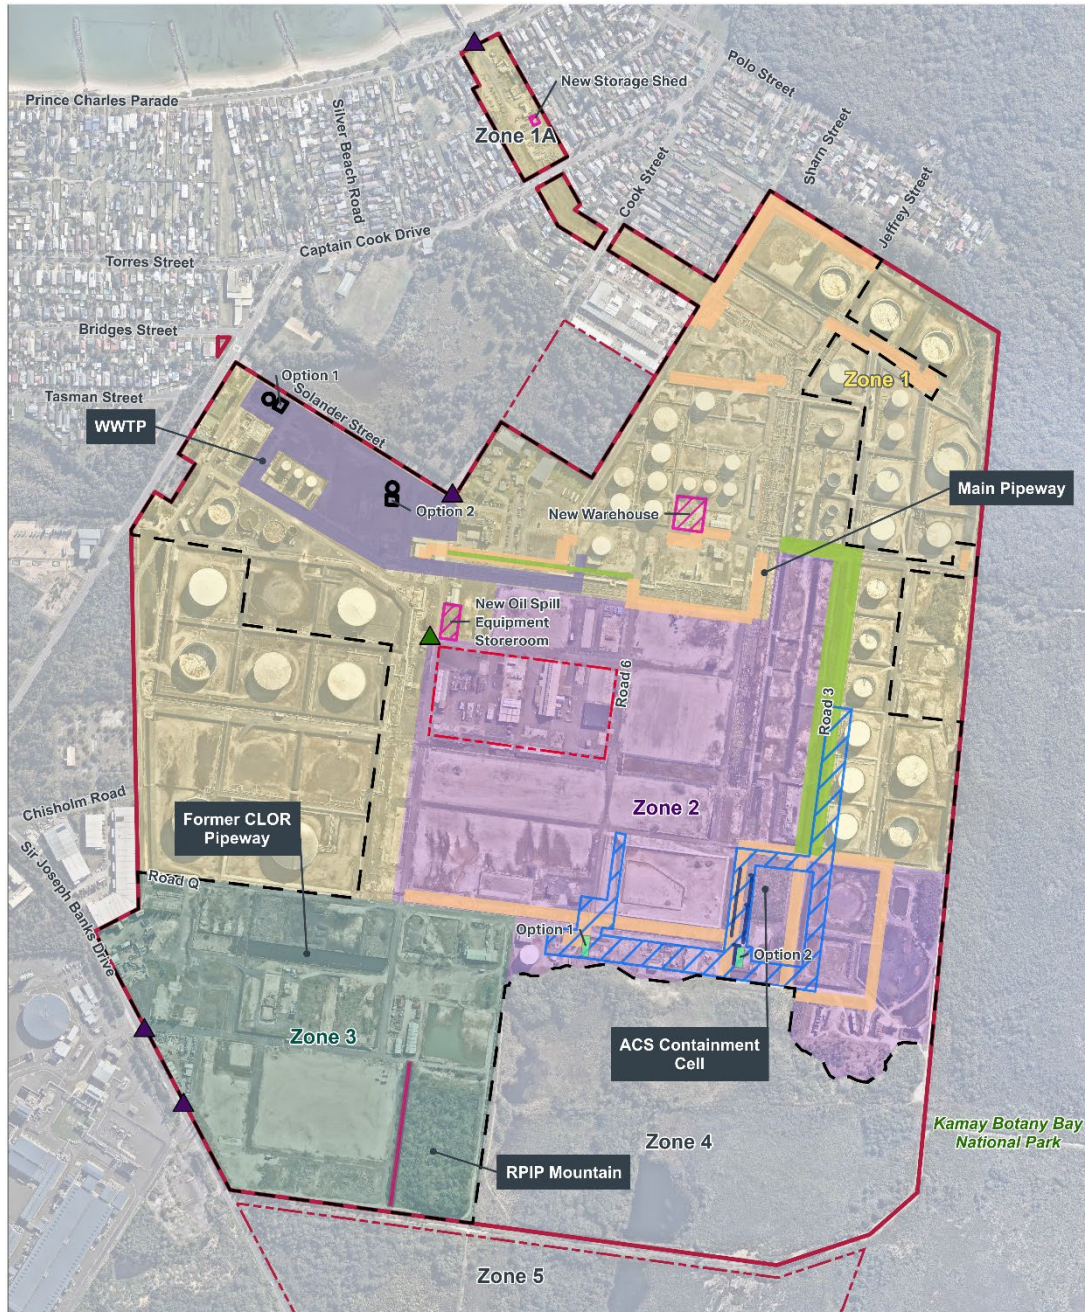 Prince Charles Parade
Silver Beach Road
New Storage Shed
Zone 1A
Polo Street
Sharn Street
Cook Street
Jeffrey Street
Captain Cook Drive
Torres Street
Bridges Street
Tasman Street
Option 1
Solander Street
WWTP
Option 2
Zone 1
Main Pipeway
New Warehouse
New Oil Spill
Equipment
Storeroom
Road 6
Road 3
Zone 2
Chisholm Road
Former CLOR
Pipeway
Road Q
Sir Joseph Banks Drive
Option 1
Option 2
Zone 3
ACS Containment
Cell
Zone 4
Kamay Botany Bay
National Park
RPIP Mountain
Zone 5